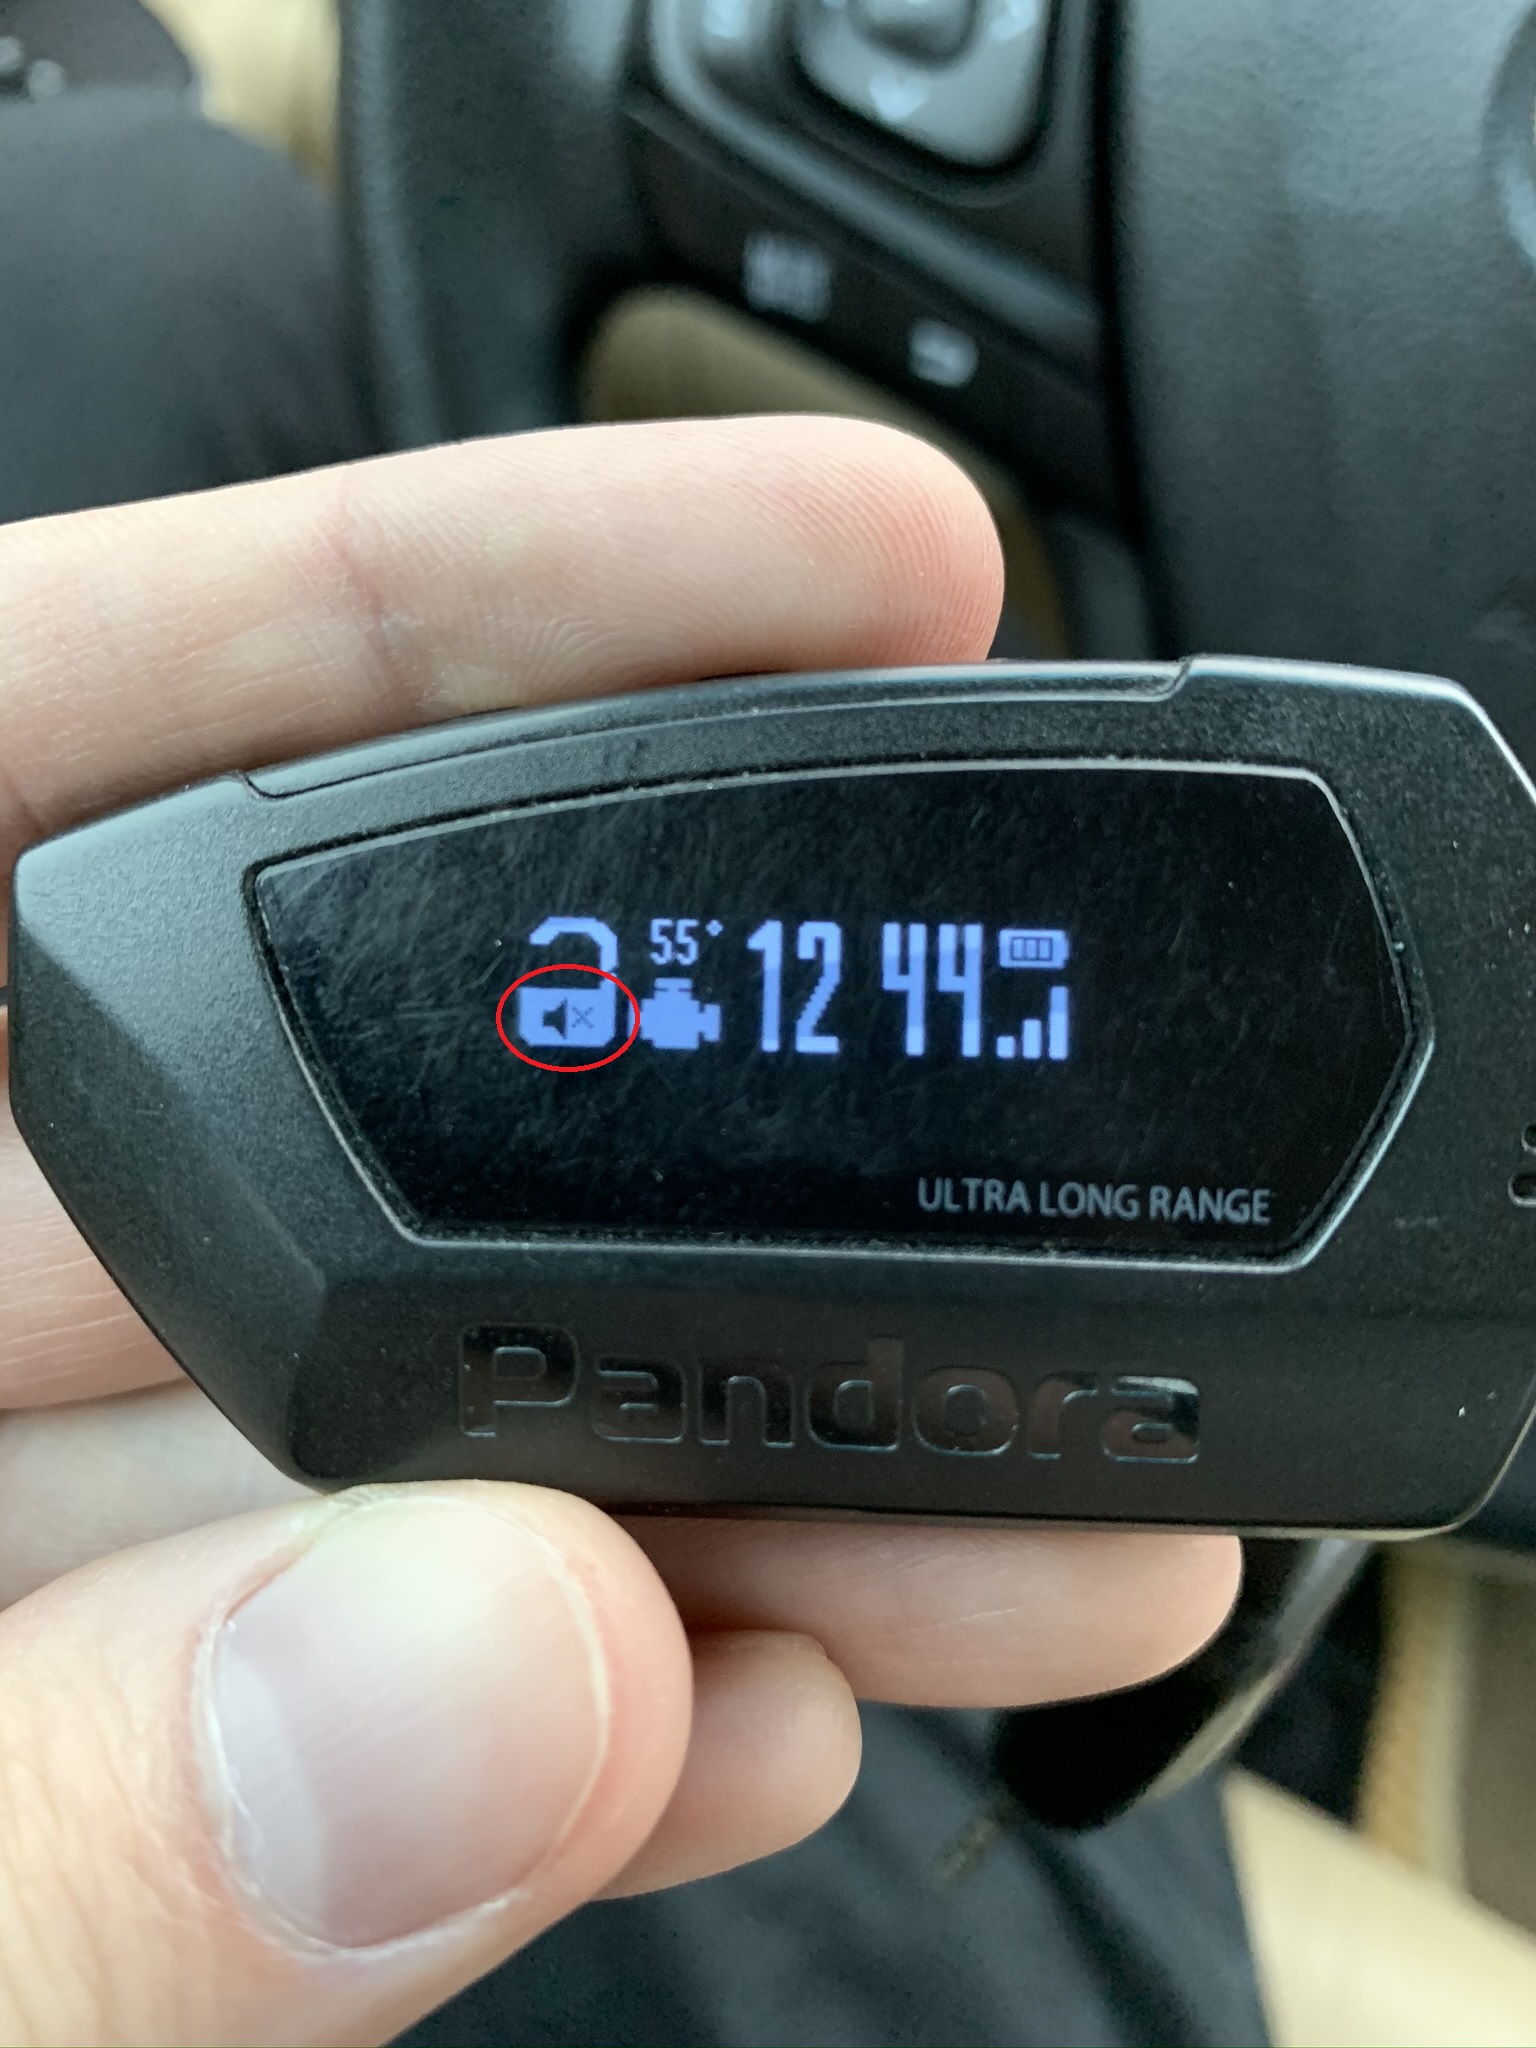 55° 12 44
ULTRA LONG RANGE
Pandora